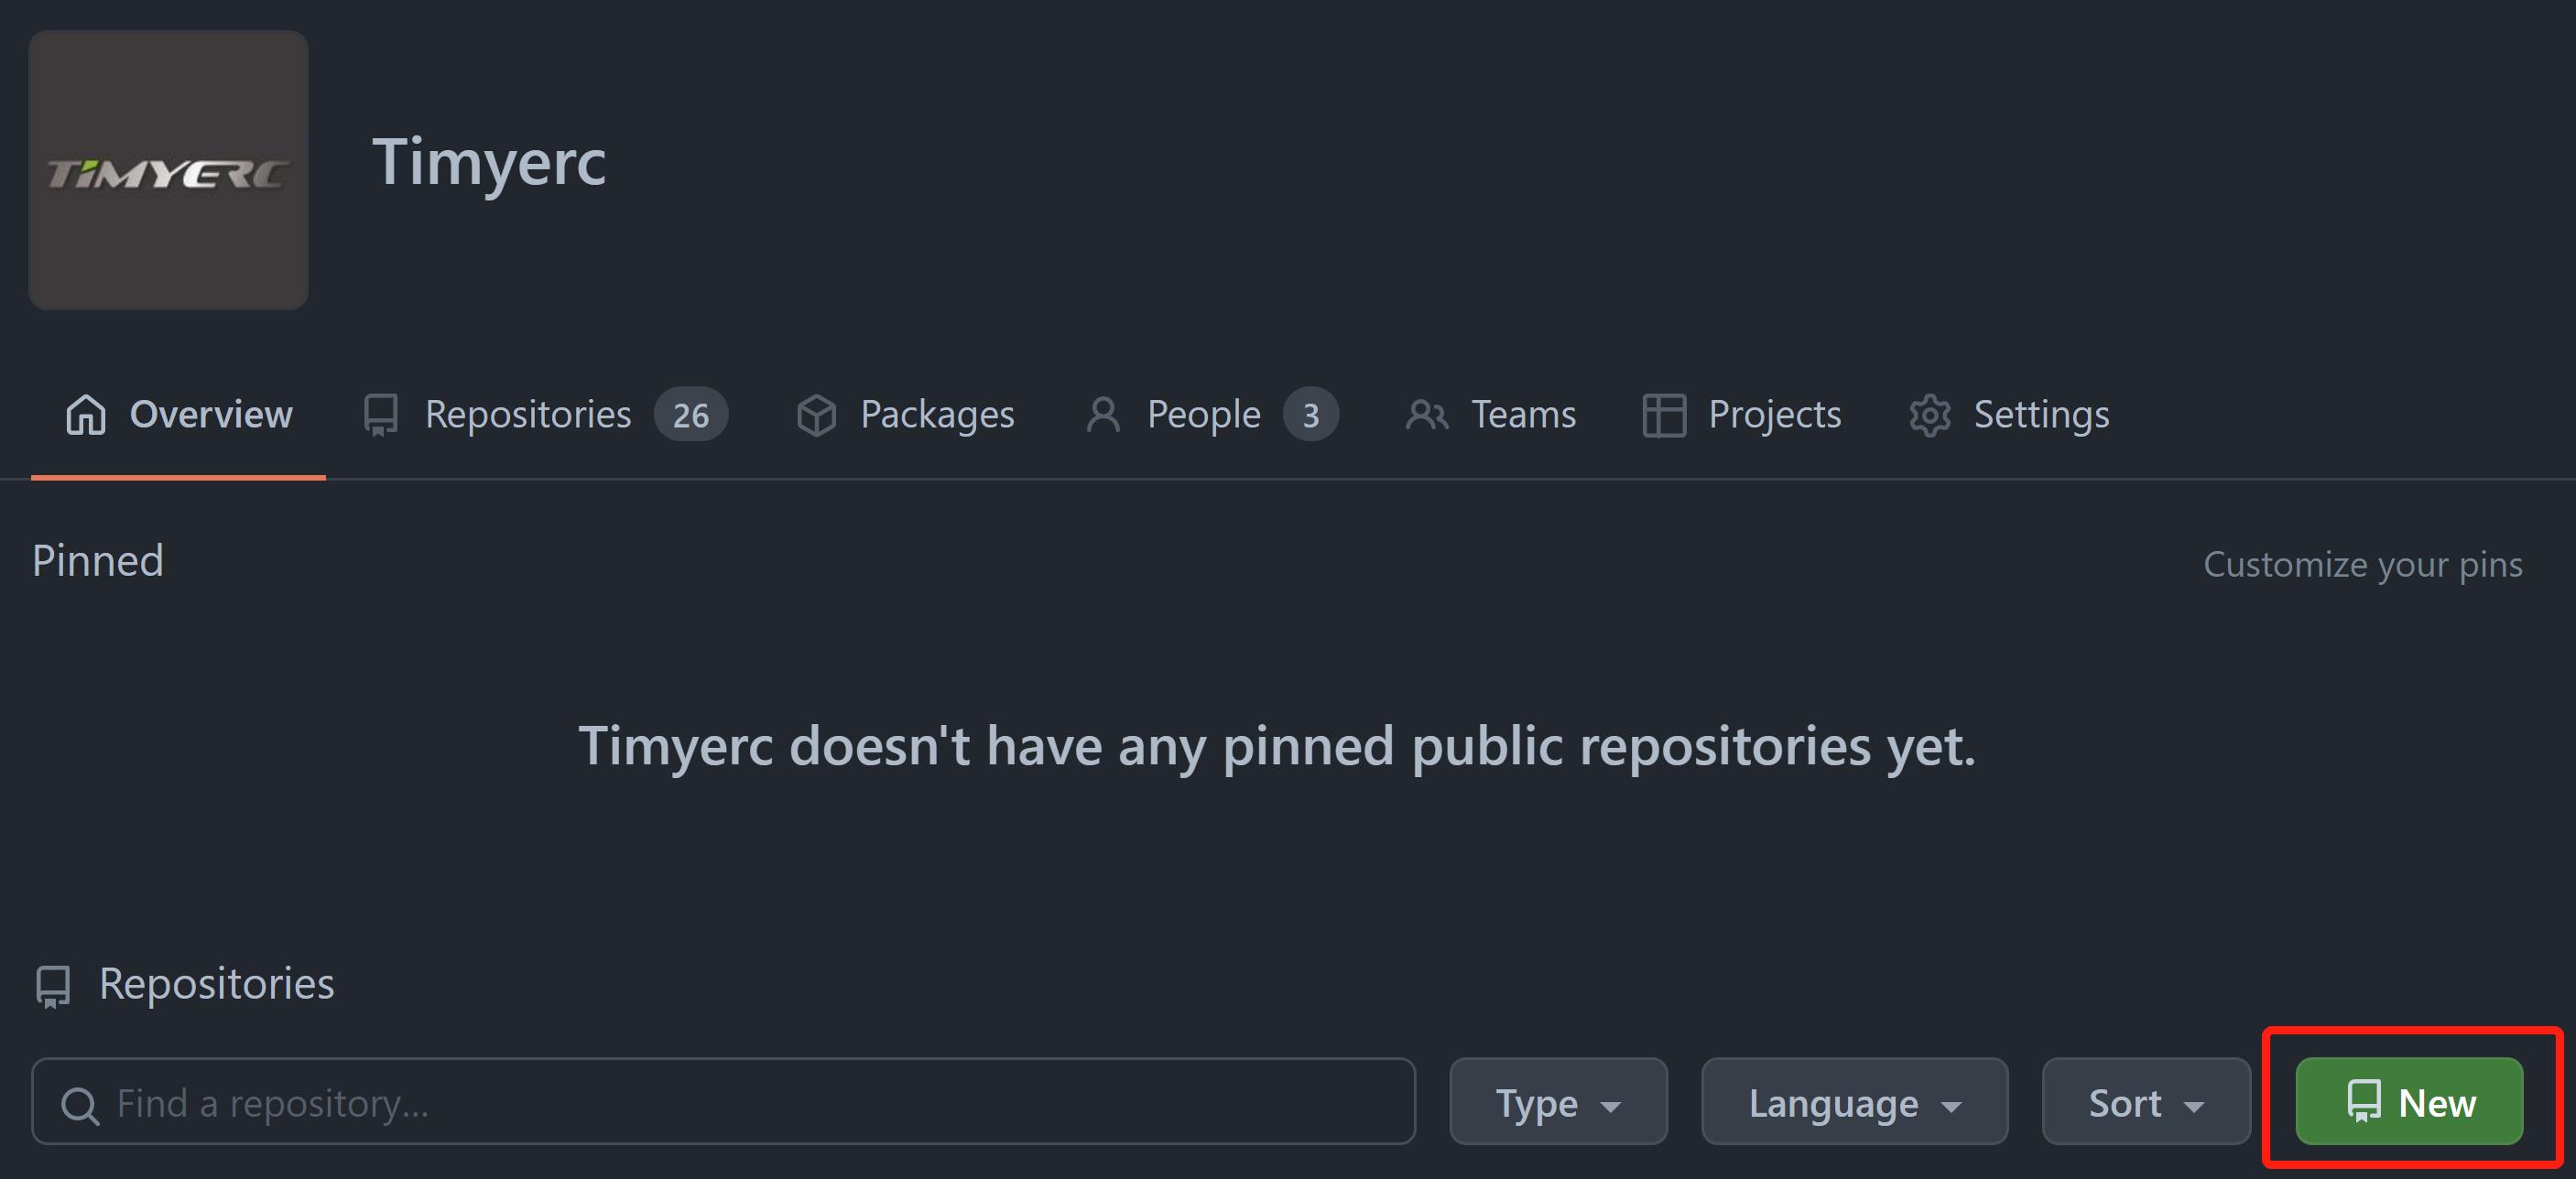 TiMYERC
Timyerc
Overview Repositories 26 Packages People 3 Teams Projects Settings
Pinned Customize your pins
Timyerc doesn't have any pinned public repositories yet.
Repositories
Find a repository... Type Language Sort New